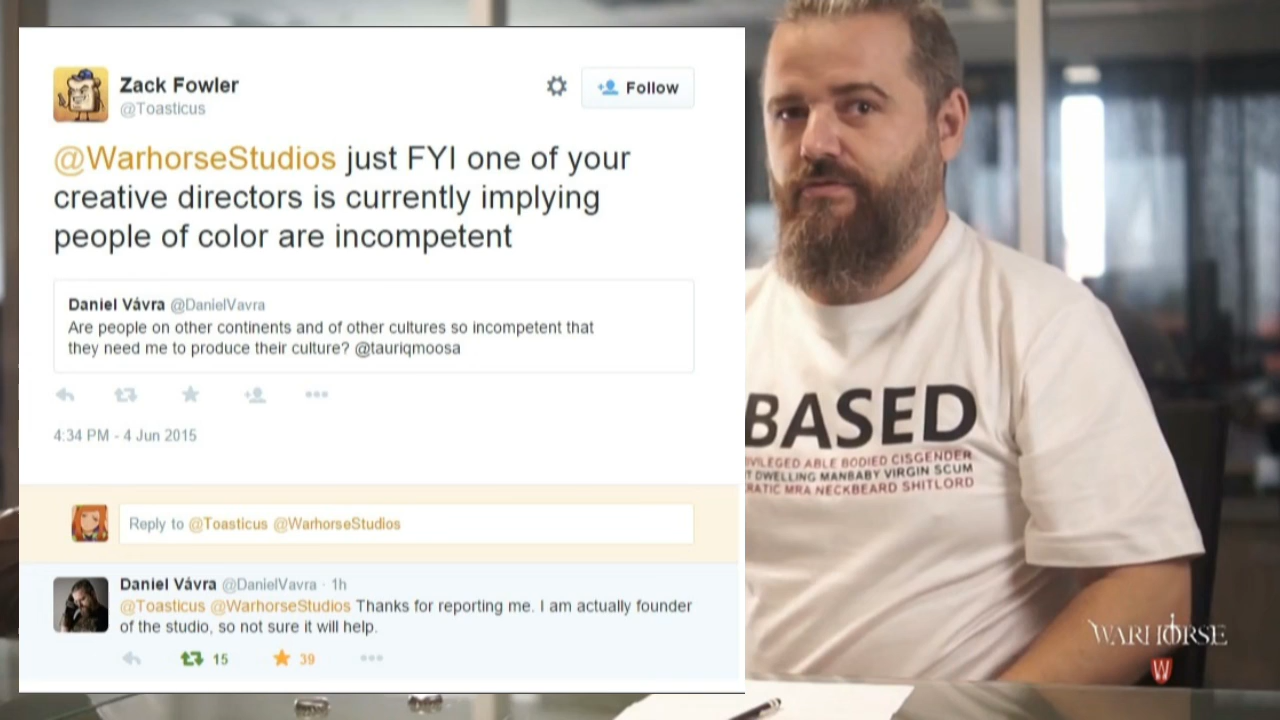 Zack Fowler
@Toasticus
Follow
@WarhorseStudios just FYI one of your
creative directors is currently implying
people of color are incompetent
Daniel Vávra @DanielVavra
Are people on other continents and of other cultures so incompetent that
they need me to produce their culture? @tauriqmoosa
4:34 PM - 4 Jun 2015
Reply to @Toasticus @WarhorseStudios
Daniel Vávra @DanielVavra · 1h
@Toasticus @WarhorseStudios Thanks for reporting me. I am actually founder
of the studio, so not sure it will help.
15 39
BASED
ABLE BODIED CISGENDER
DWELLING MANBABY VIRGIN SCUM
MRA NECKBEARD SHITLORD
WARHORSE
W